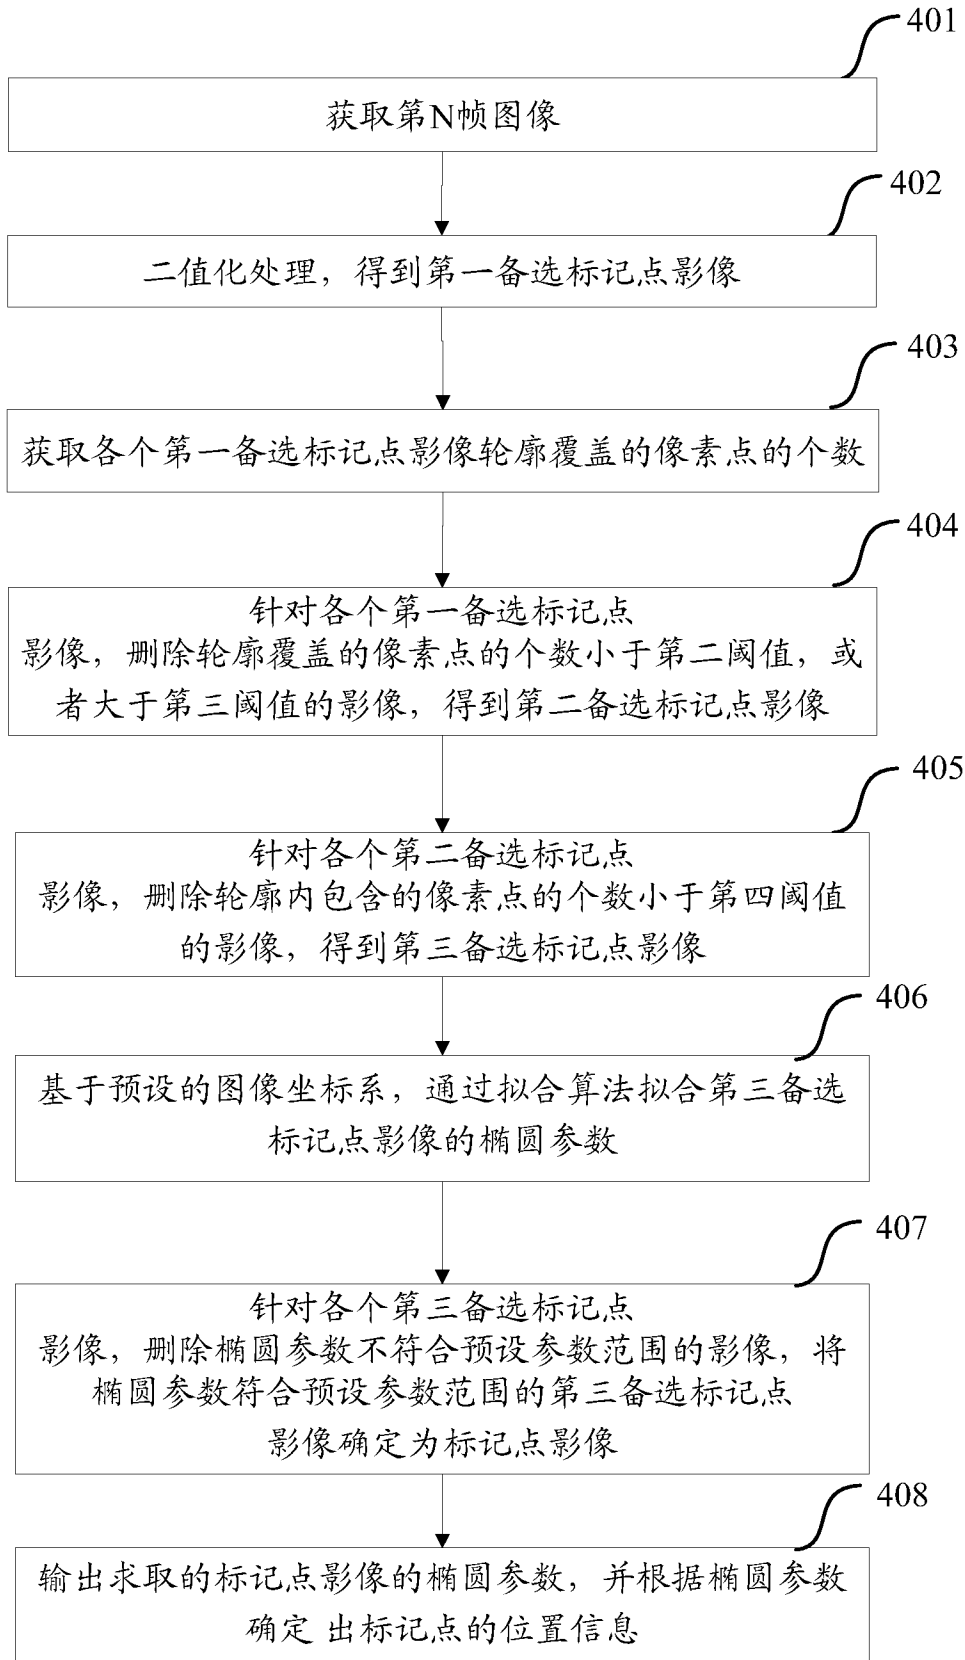 401
获取第N帧图像
402
二值化处理，得到第一备选标记点影像
403
获取各个第一备选标记点影像轮廓覆盖的像素点的个数
404
针对各个第一备选标记点
影像，删除轮廓覆盖的像素点的个数小于第二阈值，或
者大于第三阈值的影像，得到第二备选标记点影像
405
针对各个第二备选标记点
影像，删除轮廓内包含的像素点的个数小于第四阈值
的影像，得到第三备选标记点影像
406
基于预设的图像坐标系，通过拟合算法拟合第三备选
标记点影像的椭圆参数
407
针对各个第三备选标记点
影像，删除椭圆参数不符合预设参数范围的影像，将
椭圆参数符合预设参数范围的第三备选标记点
影像确定为标记点影像
408
输出求取的标记点影像的椭圆参数，并根据椭圆参数
确定 出标记点的位置信息